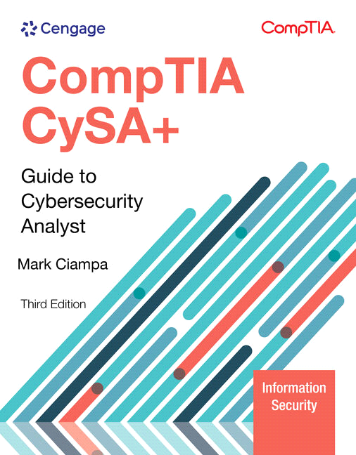 Cengage
CompTIA.
CompTIA
CySA+
Guide to
Cybersecurity
Analyst
Mark Ciampa
Third Edition
Information
Security